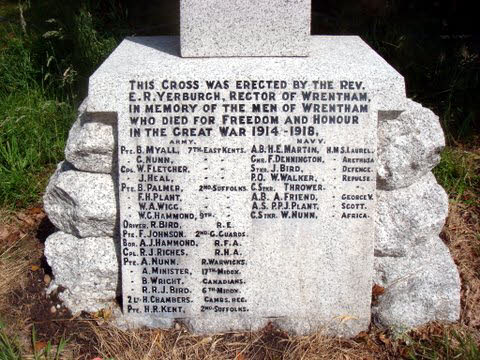 THIS CROSS WAS ERECTED BY THE REV.
E.R. YERBURGH, RECTOR OF WRENTHAM,
IN MEMORY OF THE MEN OF WRENTHAM
WHO DIED FOR FREEDOM AND HONOUR
IN THE GREAT WAR 1914-1918.
ARMY.
PTE. B. MYALL, 7TH EAST KENTS.
" G. NUNN, " "
CPL. W. FLETCHER, " "
" J. HEAL, " "
PTE. B. PALMER, 2ND SUFFOLKS.
" F.H. PLANT, " "
" W.A. WIGG, " "
" W.G. HAMMOND, 9TH "
DRIVER. R. BIRD, R.E.
PTE. F. JOHNSON, 2ND G. GUARDS.
BDR. A.J. HAMMOND, R.F.A.
CPL. R.J. RICHES, R.H.A.
PTE. A. NUNN, R. WARWICKS.
" A. MINISTER, 17TH MIDDX.
" B. WRIGHT, CANADIANS.
" E. R.J. BIRD, 6TH MIDDX.
2/LT. H. CHAMBERS, CAMBS. REG.
PTE. H.R. KENT, 2ND SUFFOLKS.
NAVY.
A.B. H.E. MARTIN, H.M.S. LAUREL.
GNR. F. DENNINGTON, " ARETHUSA
STKR. J. BIRD, " DEFENCE.
P.O. W. WALKER, " REPULSE.
C. STKR. THROWER. "
A.B. A. FRIEND, " GEORGE V.
A.S. P.P.J. PLANT, " SCOTT.
C. STKR. W. NUNN, " AFRICA.